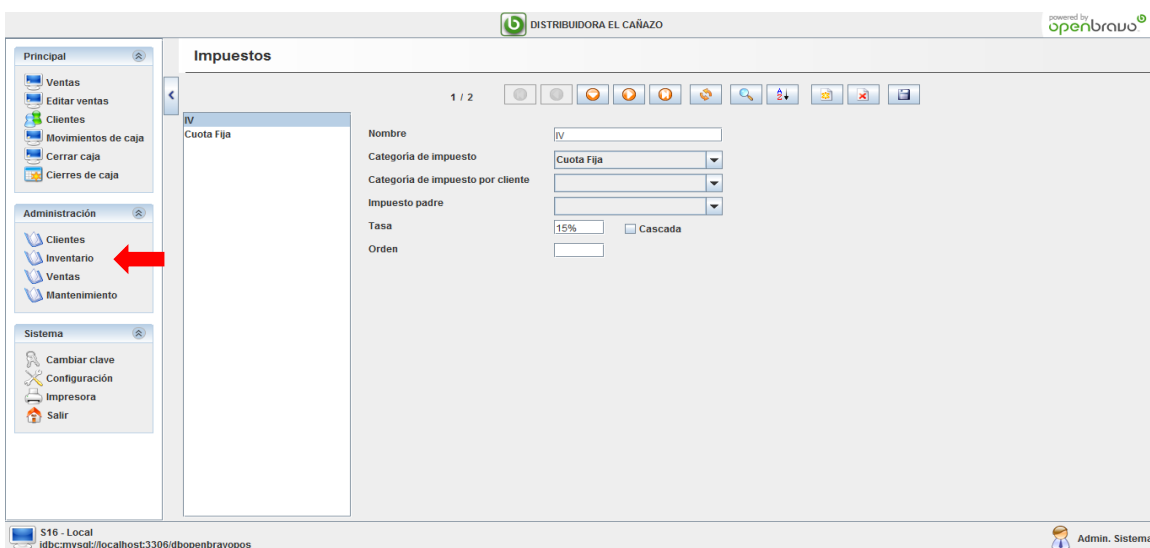 DISTRIBUIDORA EL CAÑAZO
powered by
openbravo
Principal
Ventas
Editar ventas
Clientes
Movimientos de caja
Cerrar caja
Cierres de caja
Administración
Clientes
Inventario
Ventas
Mantenimiento
Sistema
Cambiar clave
Configuración
Impresora
Salir
Impuestos
1 / 2
IV
Cuota Fija
Nombre IV
Categoría de impuesto Cuota Fija
Categoría de impuesto por cliente
Impuesto padre
Tasa 15% Cascada
Orden
S16 - Local
jdbc:mysql://localhost:3306/dbopenbravopos
Admin. Sistema